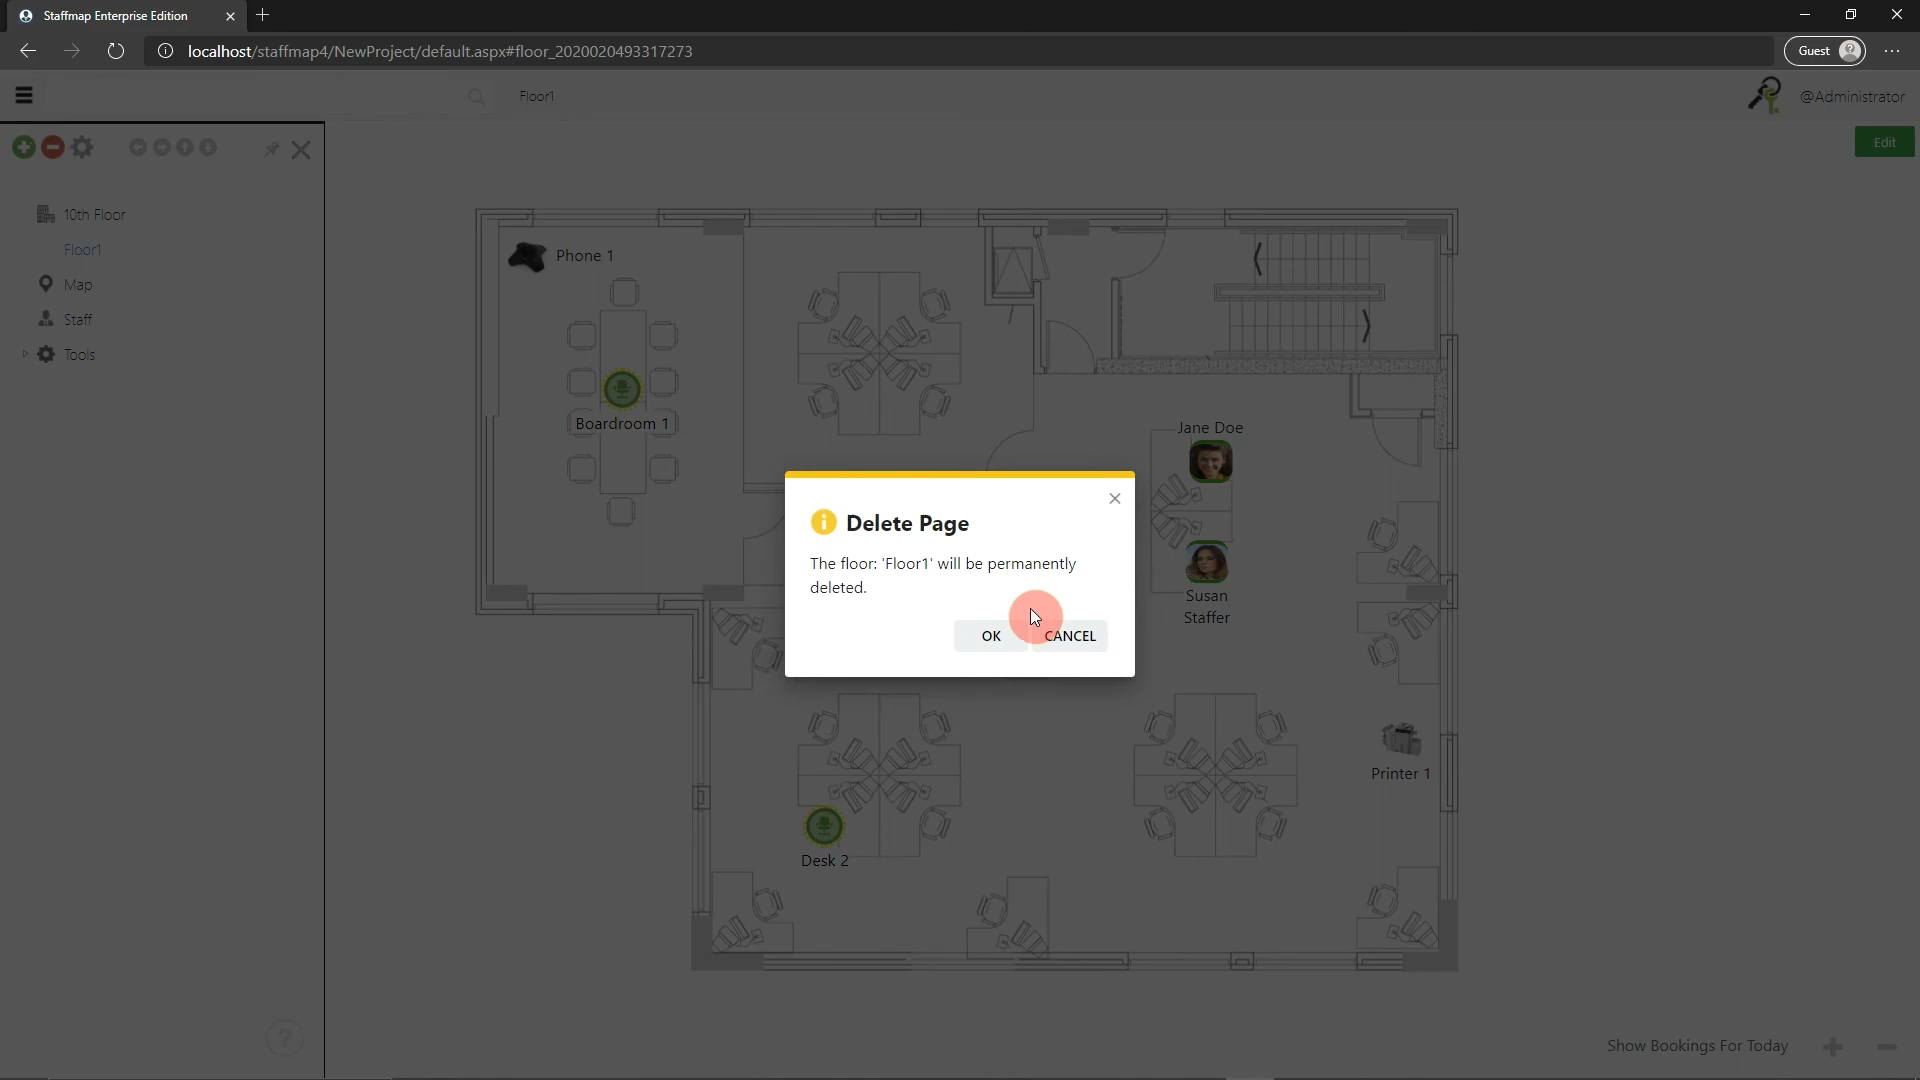 Staffmap Enterprise Edition
localhost/staffmap4/NewProject/default.aspx#floor_2020020493317273
Guest
Floor1
@Administrator
Edit
10th Floor
Floor1
Map
Staff
Tools
Phone 1
Boardroom 1
Jane Doe
Susan
Staffer
Delete Page
The floor: 'Floor1' will be permanently
deleted.
OK
CANCEL
Printer 1
Desk 2
?
Show Bookings For Today